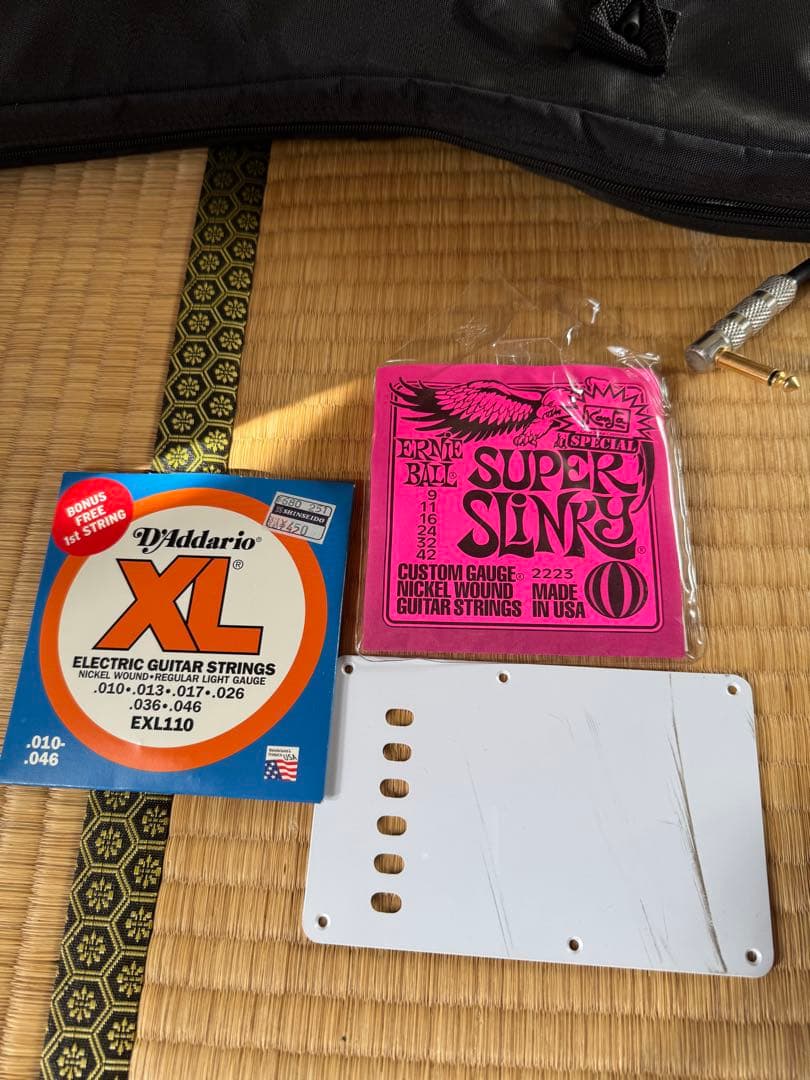 BONUS
FREE
1st STRING
SHINSEIDO
¥450
D'Addario®
XL®
ELECTRIC GUITAR STRINGS
NICKEL WOUND•REGULAR LIGHT GAUGE
.010•.013•.017•.026
.036•.046
EXL110
.010-
.046
USA
SPECIAL
ERNIE
BALL®
SUPER
SLINKY®
9
11
16
24
32
42
CUSTOM GAUGE® 2223
NICKEL WOUND
GUITAR STRINGS
MADE
IN USA